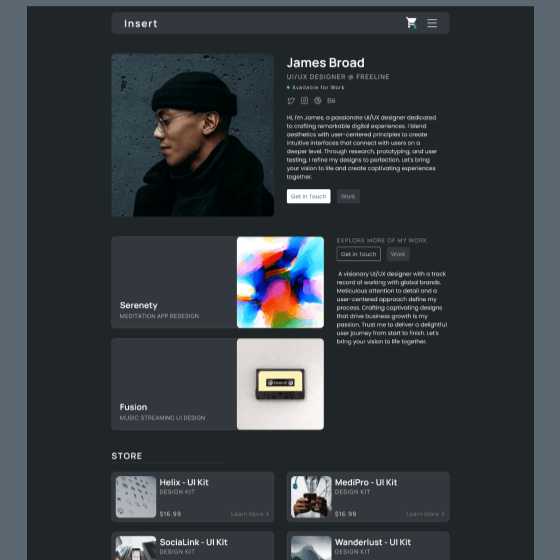 Insert
James Broad
UI/UX DESIGNER @ FREELINE
Available for Work
Hi, I'm James, a passionate UI/UX designer dedicated
to crafting remarkable digital experiences. I blend
aesthetics with user-centered principles to create
intuitive interfaces that connect with users on a
deeper level. Through research, prototyping, and user
testing, I refine my designs to perfection. Let's bring
your vision to life and create captivating experiences
together.
Get in Touch
Work
EXPLORE MORE OF MY WORK
Get in Touch
Work
A visionary UI/UX designer with a track
record of working with global brands.
Meticulous attention to detail and a
user-centered approach define my
process. Crafting captivating designs
that drive business growth is my
passion. Trust me to deliver a delightful
user journey from start to finish. Let's
bring your vision to life together.
Serenety
MEDITATION APP REDESIGN
Fusion
MUSIC STREAMING UI DESIGN
STORE
Helix - UI Kit
DESIGN KIT
$16.99
Learn More
MediPro - UI Kit
DESIGN KIT
$16.99
Learn More
SociaLink - UI Kit
DESIGN KIT
Wanderlust - UI Kit
DESIGN KIT